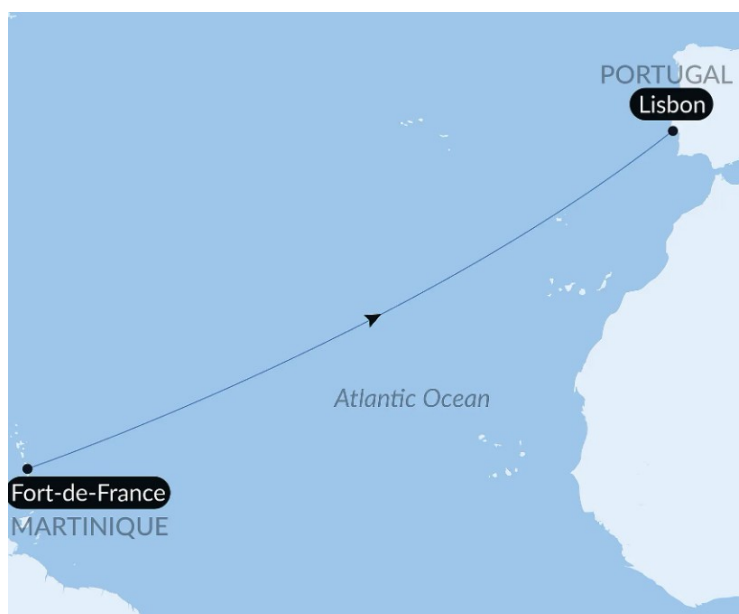 PORTUGAL
Lisbon
Atlantic Ocean
Fort-de-France
MARTINIQUE